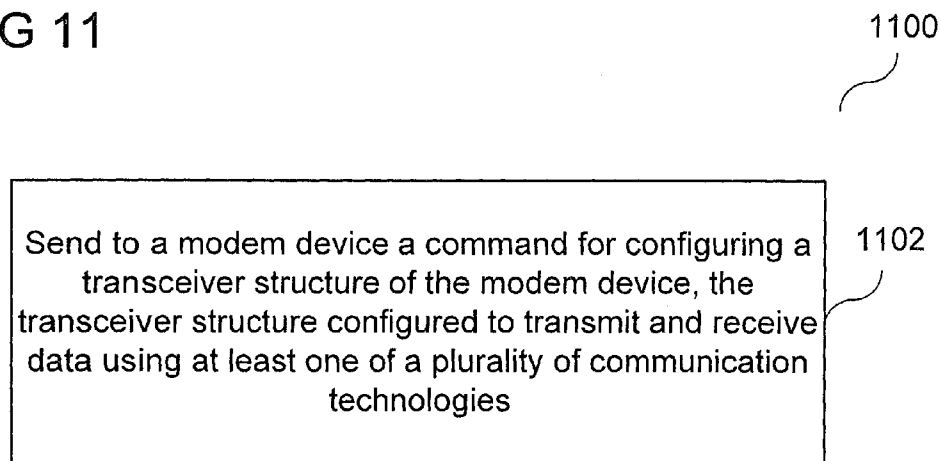 G 11
1100
Send to a modem device a command for configuring a
transceiver structure of the modem device, the
transceiver structure configured to transmit and receive
data using at least one of a plurality of communication
technologies
1102